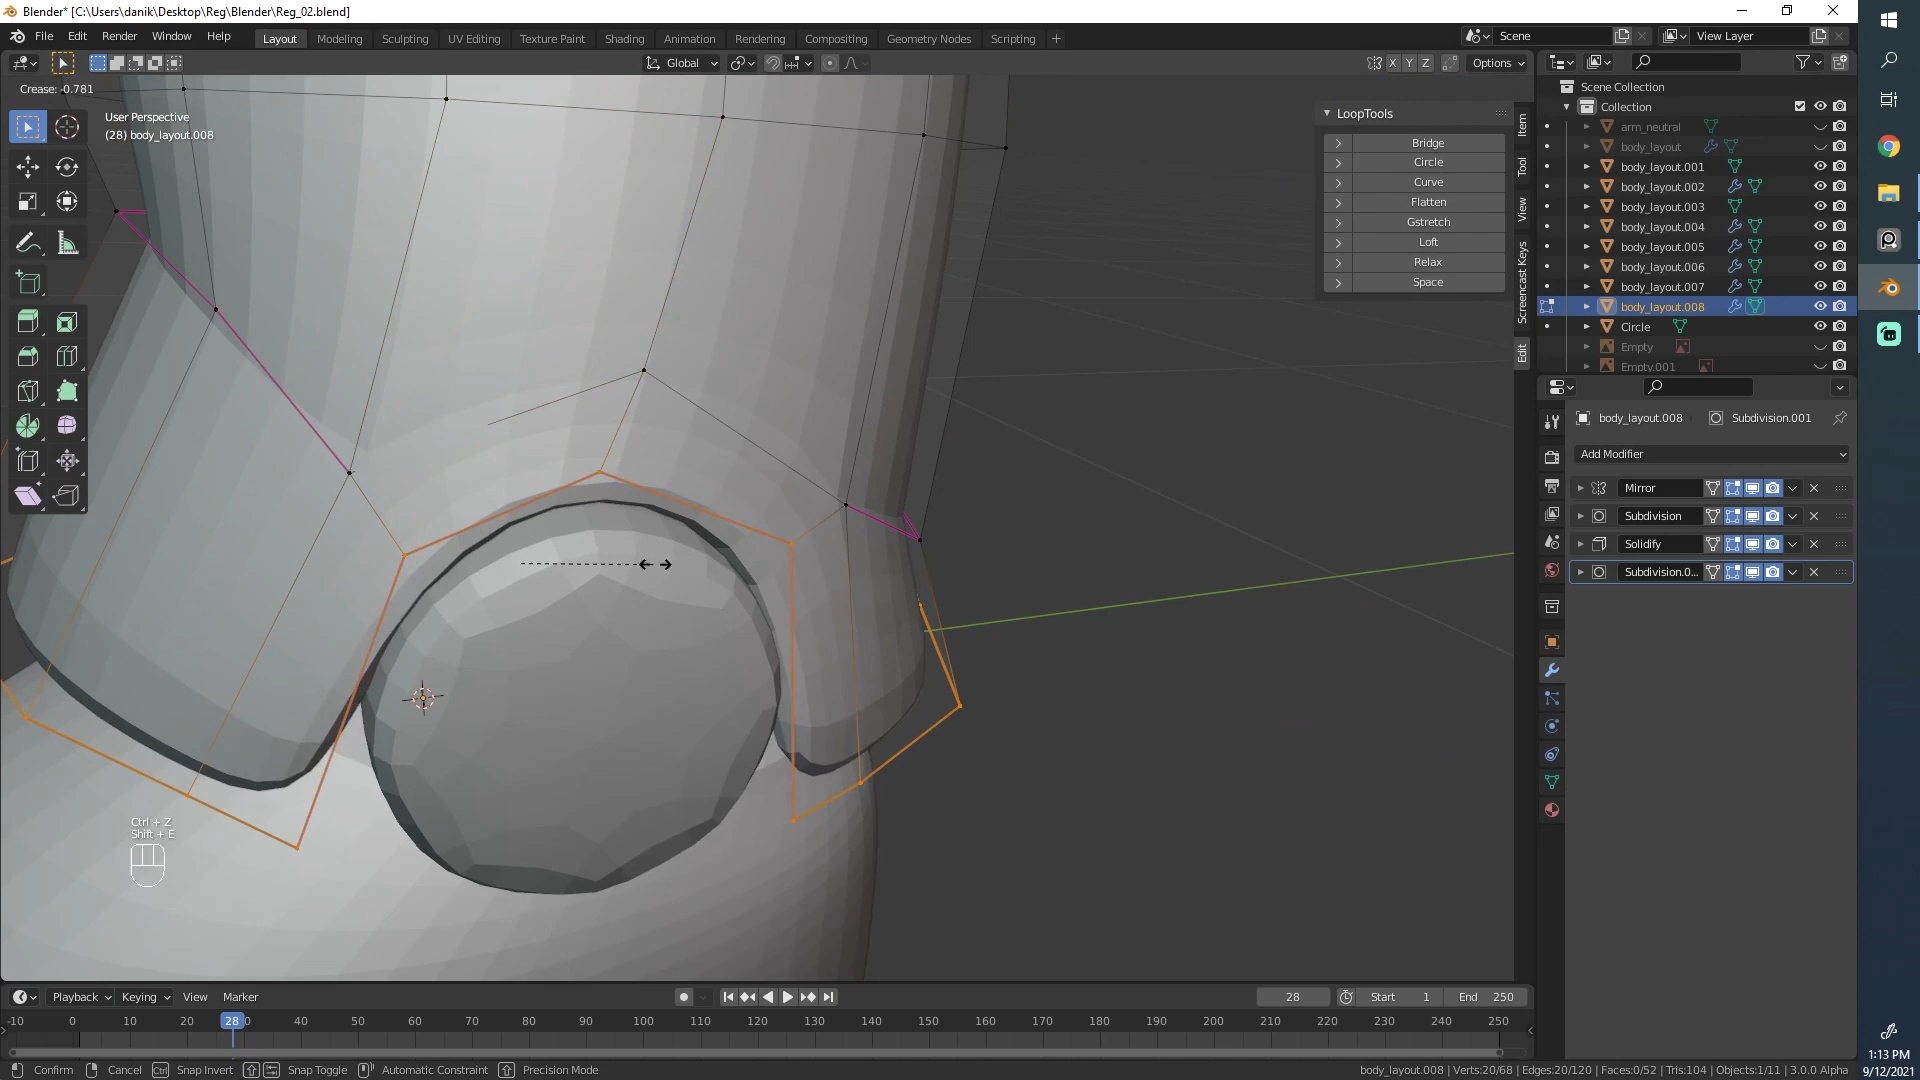 Blender* [C:\Users\danik\Desktop\Reg\Blender\Reg_02.blend]
File Edit Render Window Help Layout Modeling Sculpting UV Editing Texture Paint Shading Animation Rendering Compositing Geometry Nodes Scripting +
Scene View Layer
Global X Y Z Options
Crease: -0.781
User Perspective
(28) body_layout.008
LoopTools
Bridge
Circle
Curve
Flatten
Gstretch
Loft
Relax
Space
Item
Tool
View
Screencast Keys
Edit
Scene Collection
Collection
arm_neutral
body_layout
body_layout.001
body_layout.002
body_layout.003
body_layout.004
body_layout.005
body_layout.006
body_layout.007
body_layout.008
Circle
Empty
Empty.001
body_layout.008 Subdivision.001
Add Modifier
Mirror
Subdivision
Solidify
Subdivision.0...
Ctrl + Z
Shift + E
Playback Keying View Marker 28 Start 1 End 250
-10 0 10 28 0 40 50 60 70 80 90 100 110 120 130 140 150 160 170 180 190 200 210 220 230 240 250
Confirm Cancel Ctrl Snap Invert Snap Toggle Automatic Constraint Precision Mode body_layout.008 | Verts:20/68 | Edges:20/120 | Faces:0/52 | Tris:104 | Objects:1/11 | 3.0.0 Alpha
1:13 PM
9/12/2021